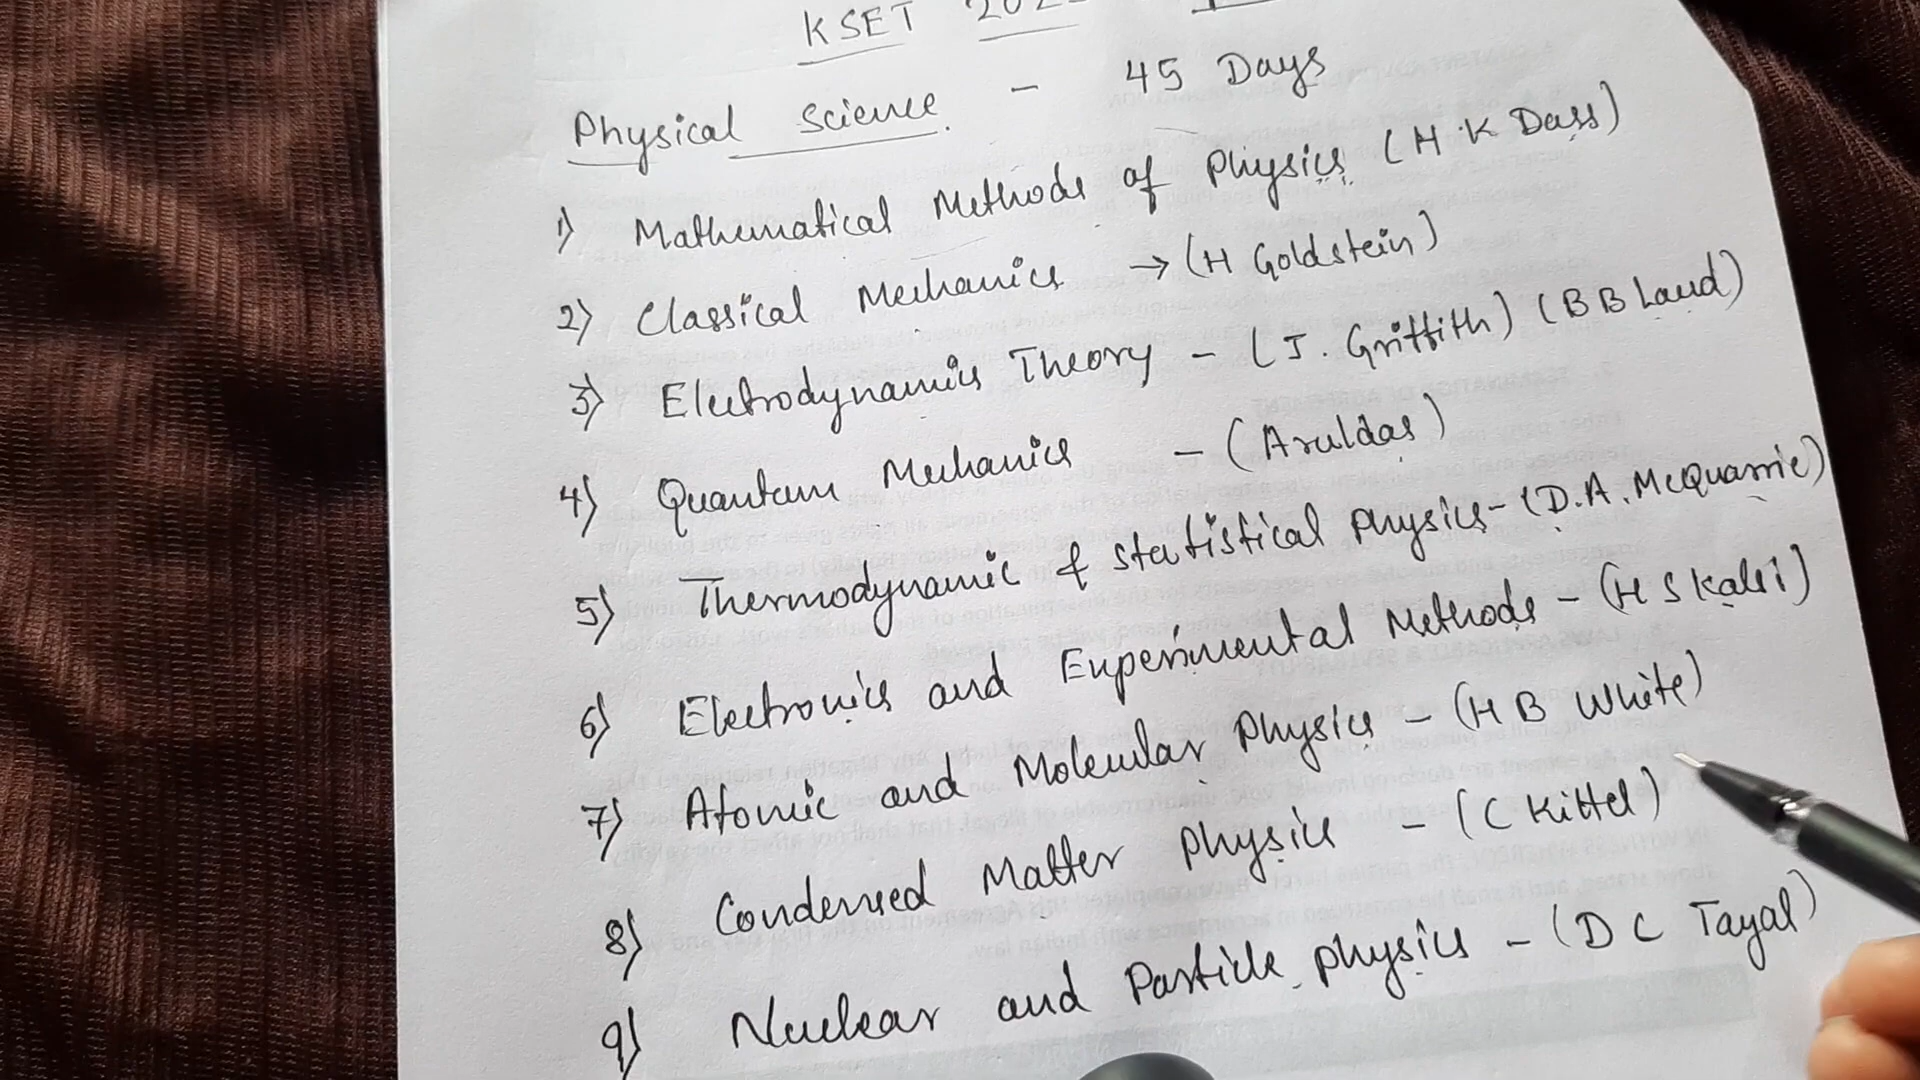 KSET
Physical Science - 45 Days
1) Mathematical Methods of Physics (H.K Dass)
2) Classical Mechanics → (H Goldstein)
3) Electrodynamics Theory - (J. Griffith) (B B Laud)
4) Quantum Mechanics - (Aruldas)
5) Thermodynamic & statistical physics - (D.A. McQuarrie)
6) Electronics and Experimental Methods - (H S Kalsi)
7) Atomic and Molecular Physics - (H B White)
8) Condensed Matter physics - (C Kittel)
9) Nuclear and Particle physics - (D C Tayal)